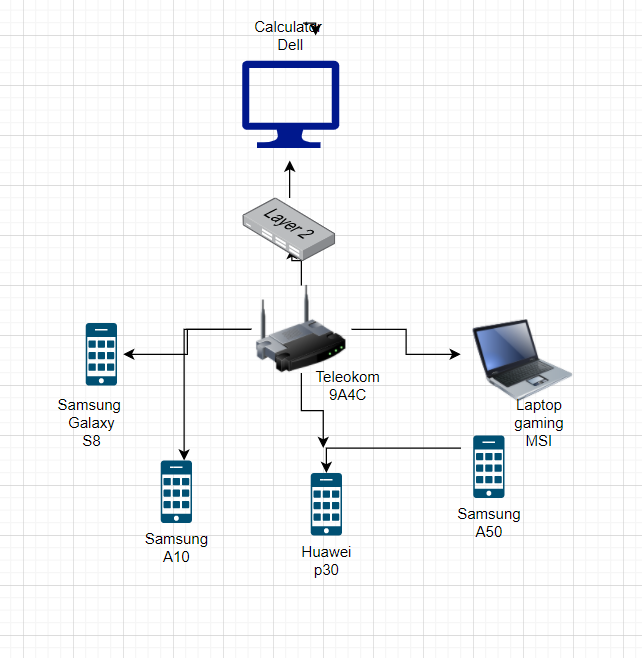 Calculator
Dell
Layer 2
Teleokom
9A4C
Samsung
Galaxy
S8
Laptop
gaming
MSI
Samsung
A10
Huawei
p30
Samsung
A50